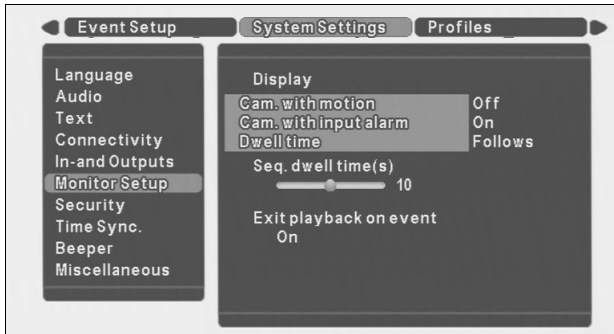 Event Setup
System Settings
Profiles
Language
Audio
Text
Connectivity
In-and Outputs
Monitor Setup
Security
Time Sync.
Beeper
Miscellaneous
Display
Cam. with motion Off
Cam. with input alarm On
Dwell time Follows
Seq. dwell time(s)
10
Exit playback on event
On